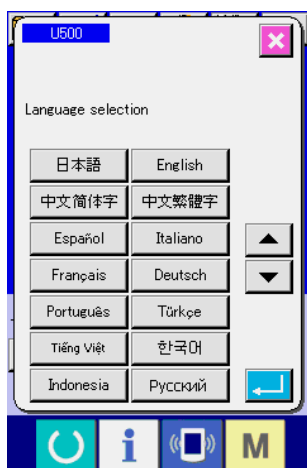 U500
Language selection
日本語 English
中文简体字 中文繁體字
Español Italiano
Français Deutsch
Português Türkçe
Tiếng Việt 한국어
Indonesia Русский
i M